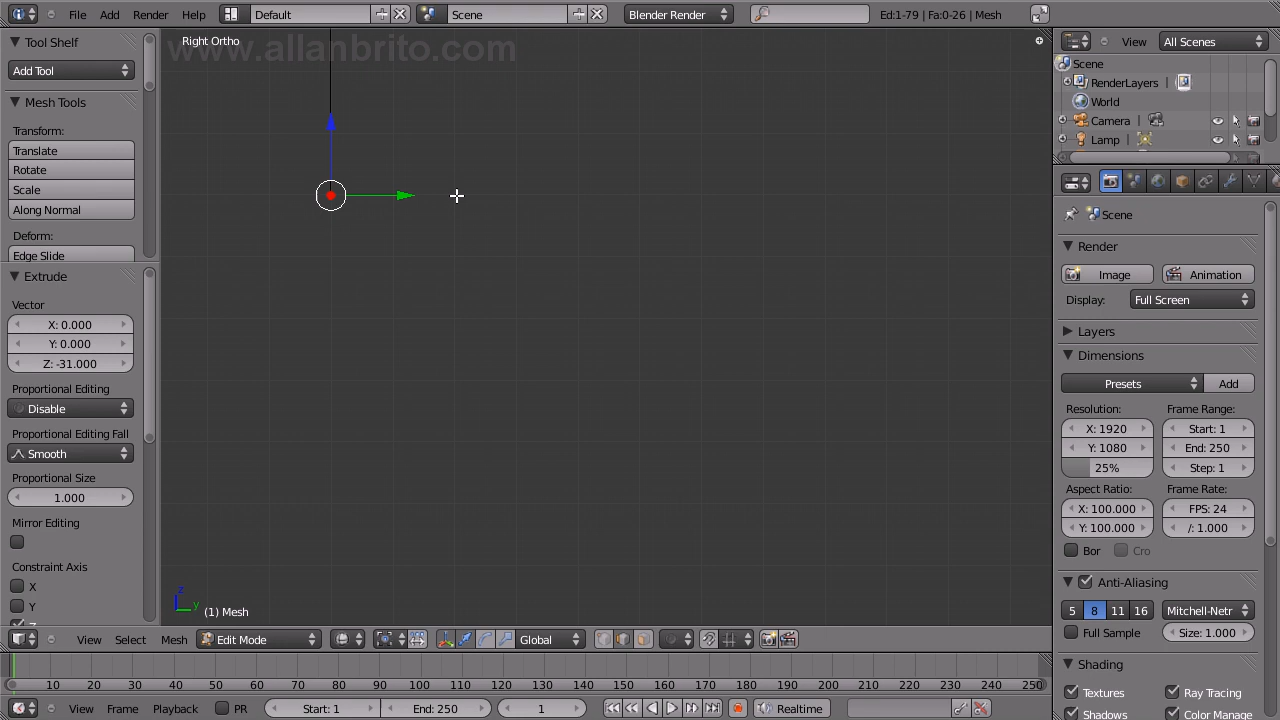 File Add Render Help Default Scene Blender Render Ed:1-79 | Fa:0-26 | Mesh
Tool Shelf
Add Tool
Mesh Tools
Transform:
Translate
Rotate
Scale
Along Normal
Deform:
Edge Slide
Extrude
Vector
X: 0.000
Y: 0.000
Z: -31.000
Proportional Editing
Disable
Proportional Editing Fall
Smooth
Proportional Size
1.000
Mirror Editing
Constraint Axis
X
Y
www.allanbrito.com
Right Ortho
z
y
(1) Mesh
View Select Mesh Edit Mode Global
10 20 30 40 50 60 70 80 90 100 110 120 130 140 150 160 170 180 190 200 210 220 230 240 250
View Frame Playback PR Start: 1 End: 250 1 Realtime
View All Scenes
Scene
RenderLayers |
World
Camera |
Lamp |
Scene
Render
Image Animation
Display: Full Screen
Layers
Dimensions
Presets Add
Resolution: Frame Range:
X: 1920 Start: 1
Y: 1080 End: 250
25% Step: 1
Aspect Ratio: Frame Rate:
X: 100.000 FPS: 24
Y: 100.000 /: 1.000
Bor Cro
Anti-Aliasing
5 8 11 16 Mitchell-Netr
Full Sample Size: 1.000
Shading
Textures Ray Tracing
Shadows Color Manage